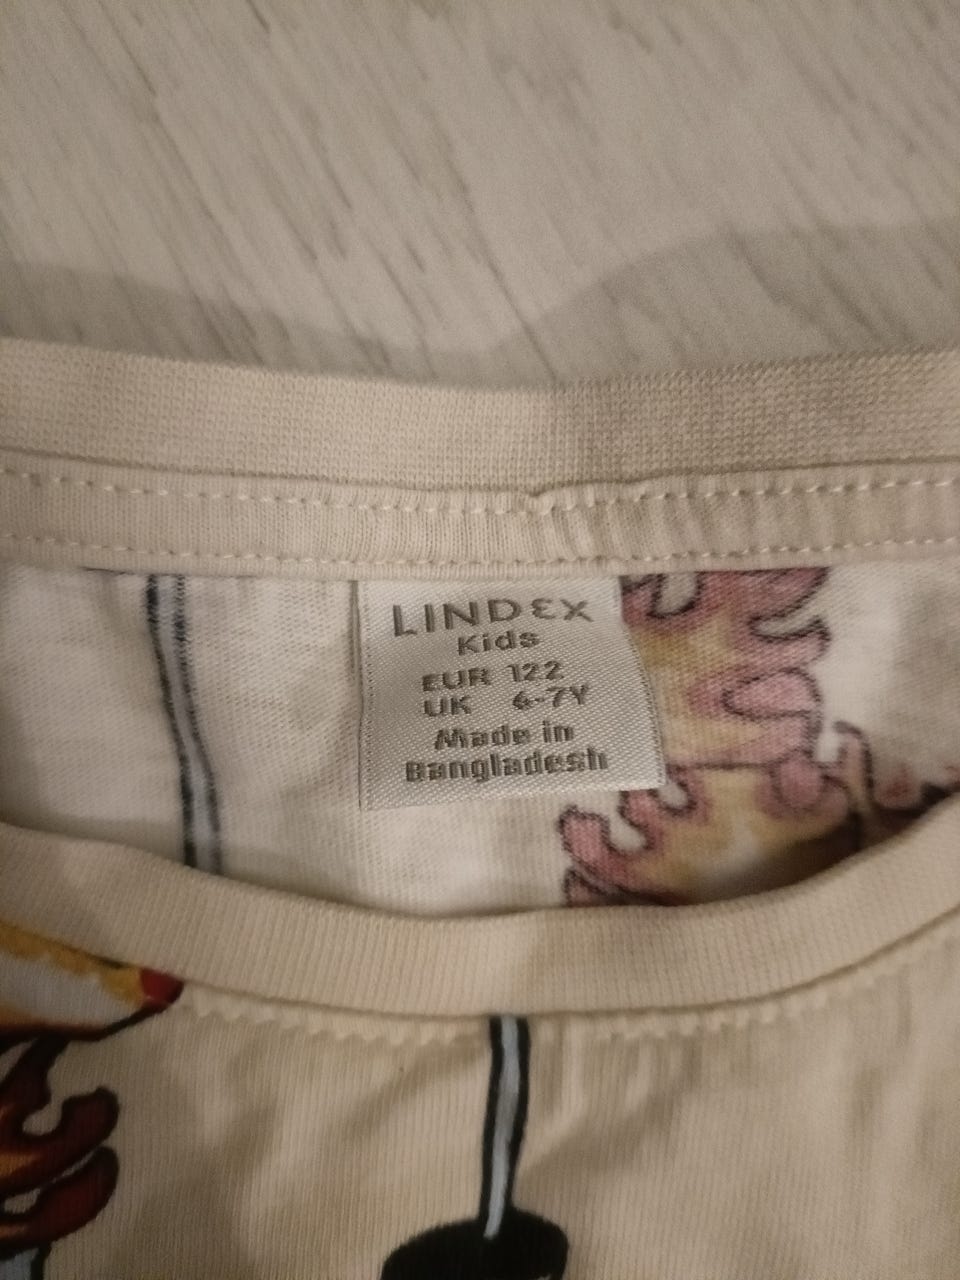 LINDEX
Kids
EUR 122
UK 6-7Y
Made in
Bangladesh